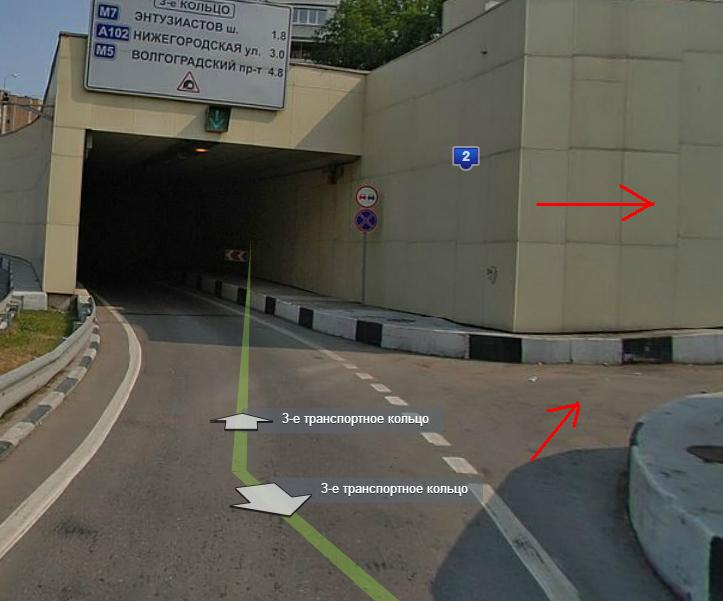 3-е КОЛЬЦО
M7 ЭНТУЗИАСТОВ ш. 1.8
A102 НИЖЕГОРОДСКАЯ ул. 3.0
M5 ВОЛГОГРАДСКИЙ пр-т 4.8
2
3-е транспортное кольцо
3-е транспортное кольцо